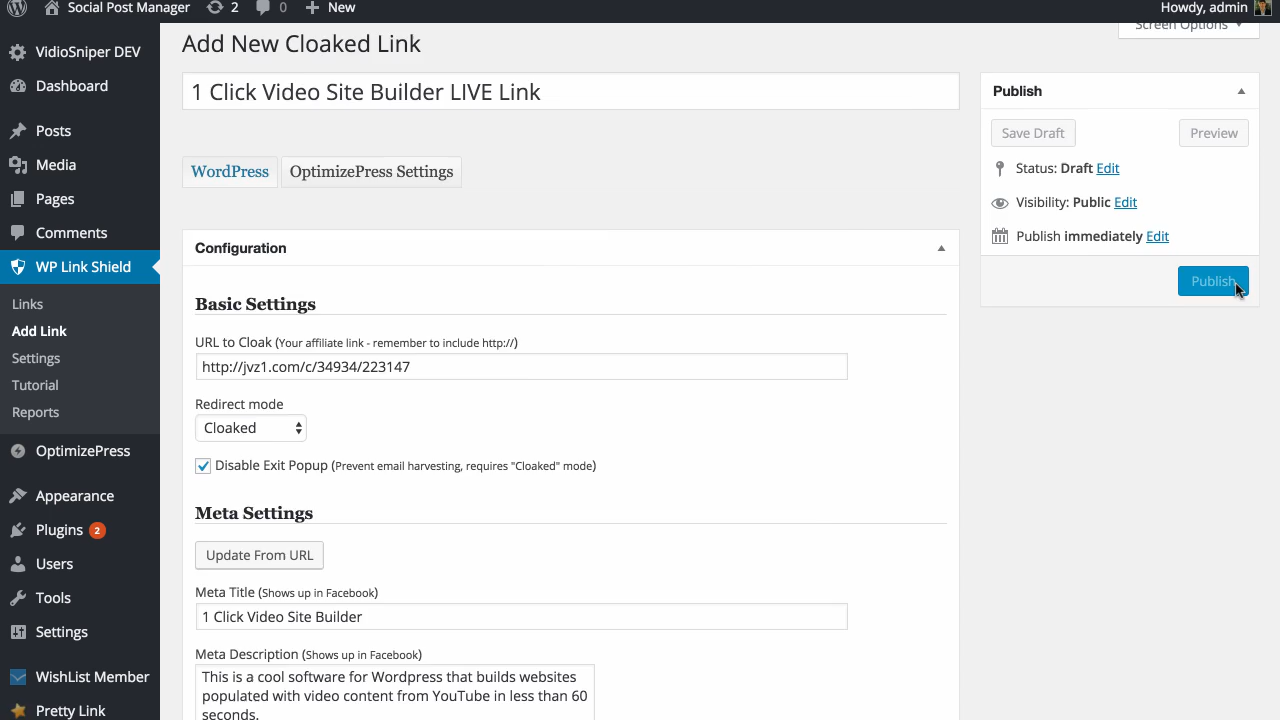 Social Post Manager 2 0 New Howdy, admin
Screen Options
VidioSniper DEV
Dashboard
Posts
Media
Pages
Comments
WP Link Shield
Links
Add Link
Settings
Tutorial
Reports
OptimizePress
Appearance
Plugins 2
Users
Tools
Settings
WishList Member
Pretty Link
Add New Cloaked Link
1 Click Video Site Builder LIVE Link
WordPress OptimizePress Settings
Configuration
Basic Settings
URL to Cloak (Your affiliate link - remember to include http://)
http://jvz1.com/c/34934/223147
Redirect mode
Cloaked
Disable Exit Popup (Prevent email harvesting, requires "Cloaked" mode)
Meta Settings
Update From URL
Meta Title (Shows up in Facebook)
1 Click Video Site Builder
Meta Description (Shows up in Facebook)
This is a cool software for Wordpress that builds websites
populated with video content from YouTube in less than 60
seconds.
Publish
Save Draft Preview
Status: Draft Edit
Visibility: Public Edit
Publish immediately Edit
Publish